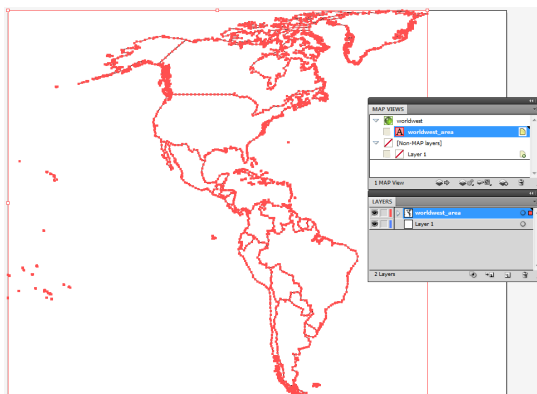 MAP VIEWS
worldwest
A worldwest_area
[Non-MAP layers]
Layer 1
1 MAP View
LAYERS
worldwest_area
Layer 1
2 Layers